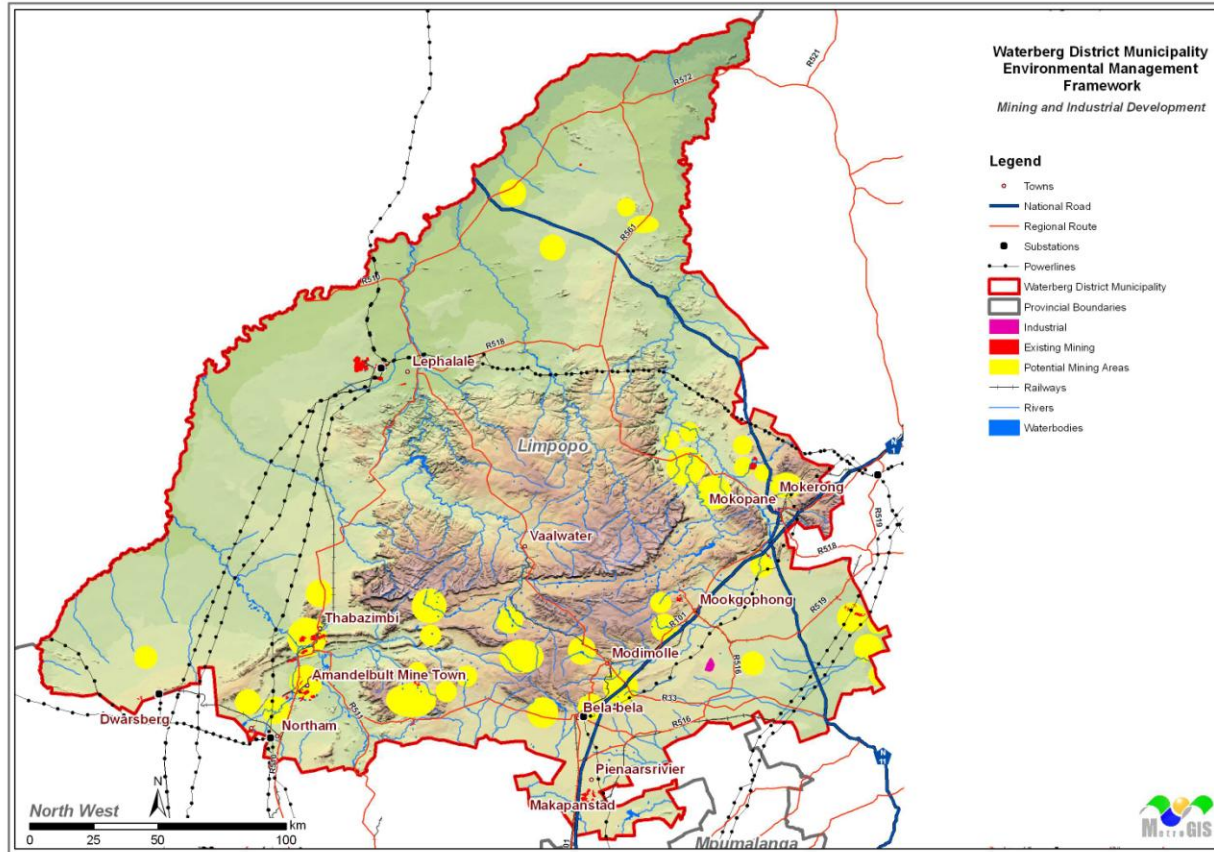 Waterberg District Municipality
Environmental Management
Framework
Mining and Industrial Development
Legend
Towns
National Road
Regional Route
Substations
Powerlines
Waterberg District Municipality
Provincial Boundaries
Industrial
Existing Mining
Potential Mining Areas
Railways
Rivers
Waterbodies
R521
R572
R561
R510
R518
Lephalale
Limpopo
N
1
Mokerong
Mokopane
R519
R518
Vaalwater
Mookgophong
R519
R101
Thabazimbi
Modimolle
R516
Amandelbult Mine Town
R33
Bela-bela
Dwarsberg
R511
R516
Northam
N
11
Pienaarsrivier
N
Makapanstad
North West
km
0 25 50 100
Mpumalanga
MetroGIS